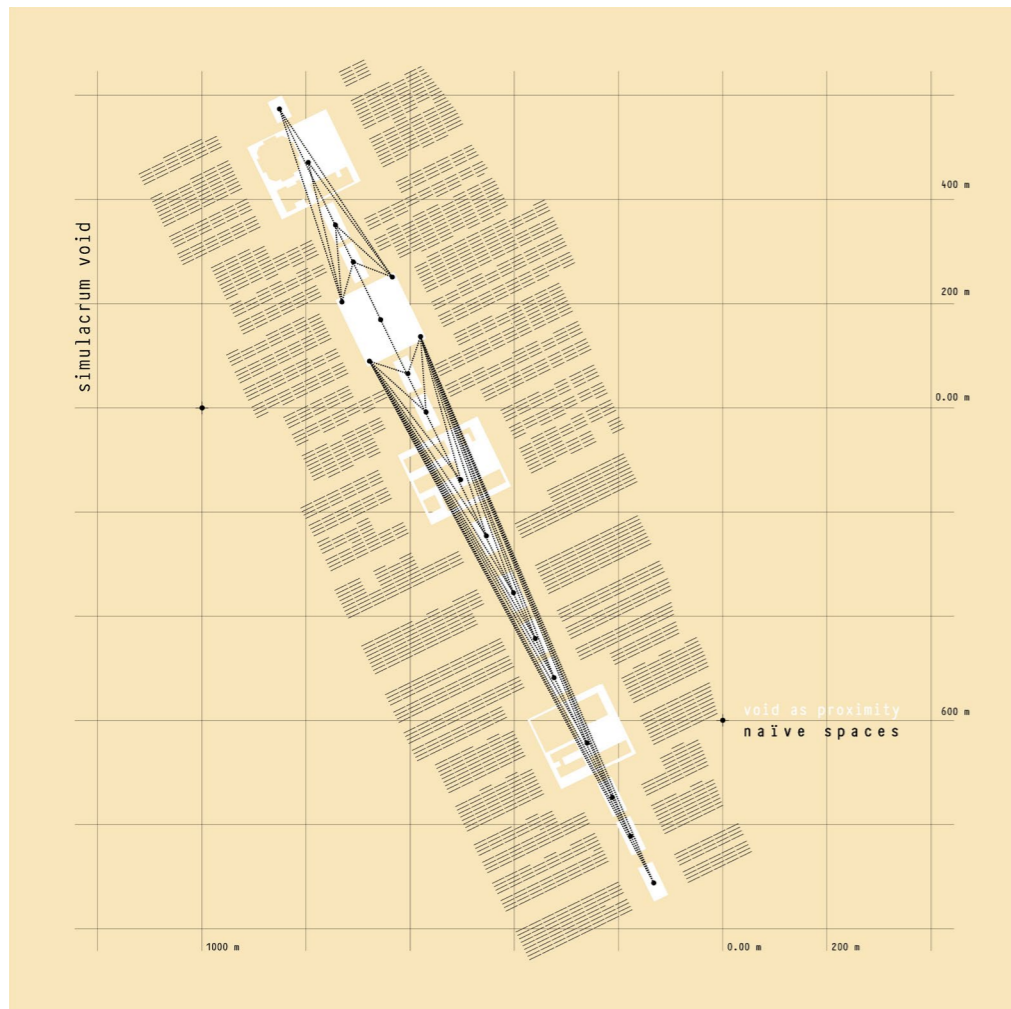 simulacrum void
400 m
200 m
0.00 m
600 m
void as proximity
naïve spaces
1000 m
0.00 m
200 m